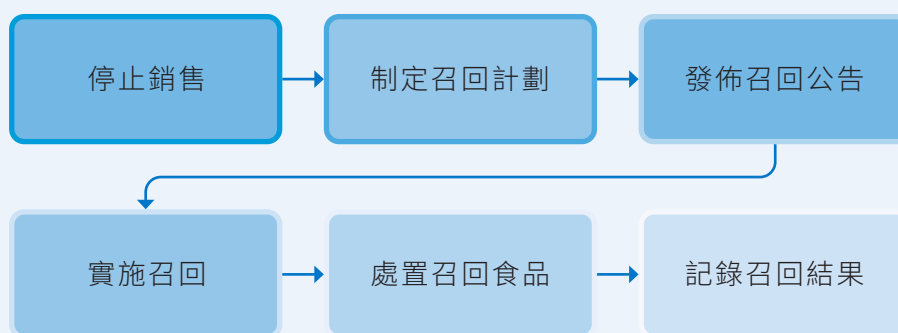 停止銷售
制定召回計劃
發佈召回公告
實施召回
處置召回食品
記錄召回結果